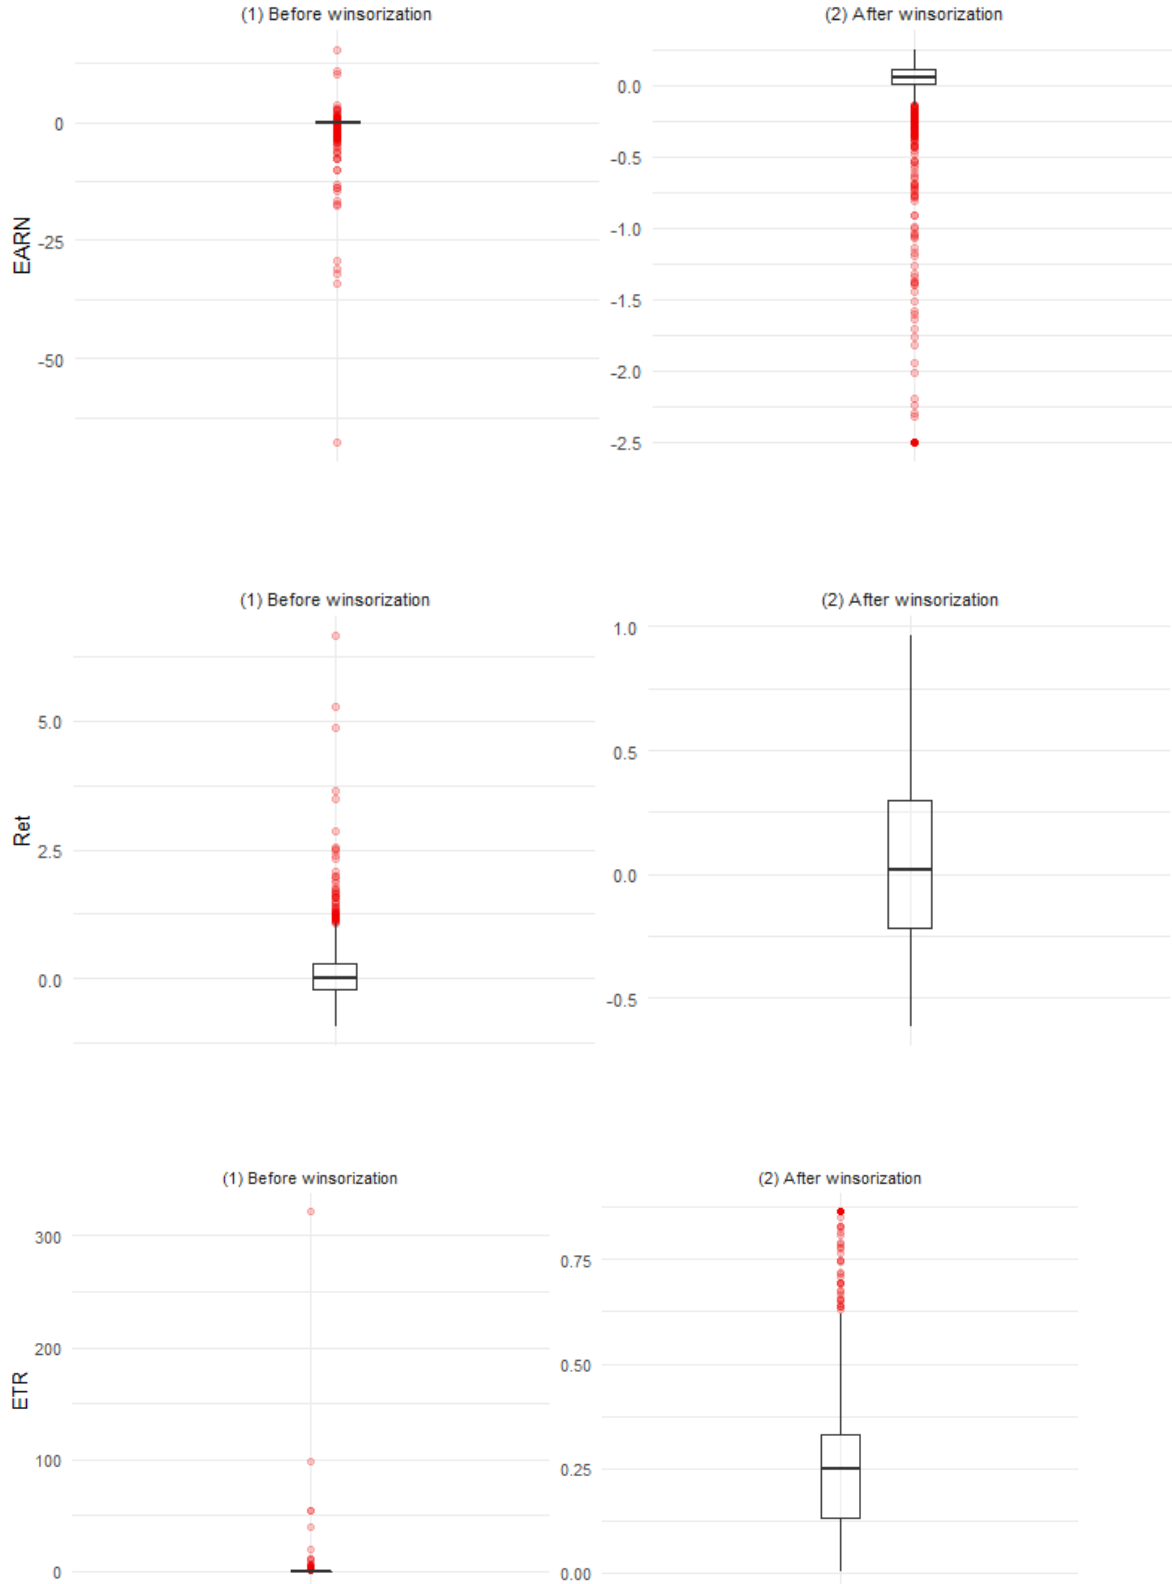 (1) Before winsorization
(2) After winsorization
EARN
0
-25
-50
0.0
-0.5
-1.0
-1.5
-2.0
-2.5
(1) Before winsorization
(2) After winsorization
Ret
5.0
2.5
0.0
1.0
0.5
0.0
-0.5
(1) Before winsorization
(2) After winsorization
ETR
300
200
100
0
0.75
0.50
0.25
0.00